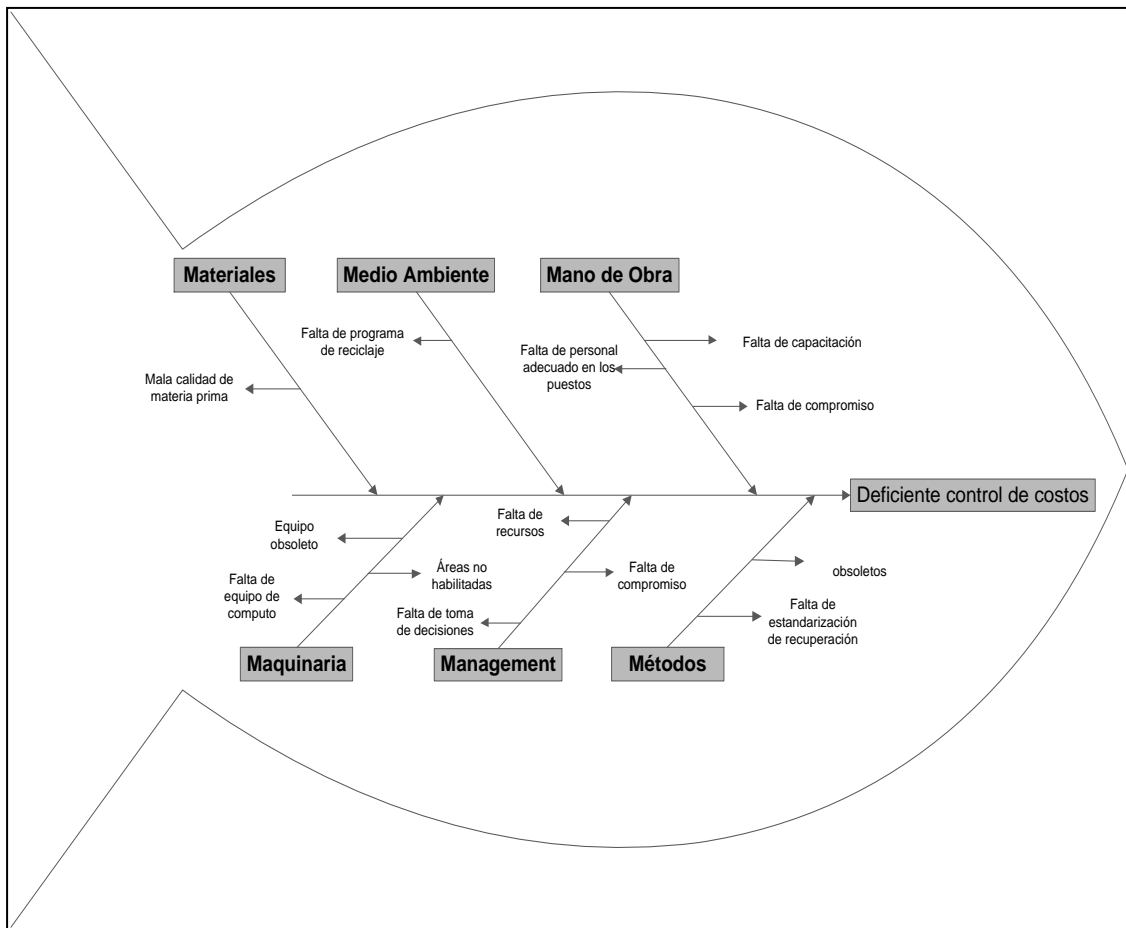 Materiales
Medio Ambiente
Mano de Obra
Falta de programa
de reciclaje
Falta de capacitación
Falta de personal
adecuado en los
puestos
Mala calidad de
materia prima
Falta de compromiso
Deficiente control de costos
Equipo
obsoleto
Falta de
recursos
Áreas no
habilitadas
Falta de
compromiso
obsoletos
Falta de
equipo de
computo
Falta de toma
de decisiones
Falta de
estandarización
de recuperación
Maquinaria
Management
Métodos